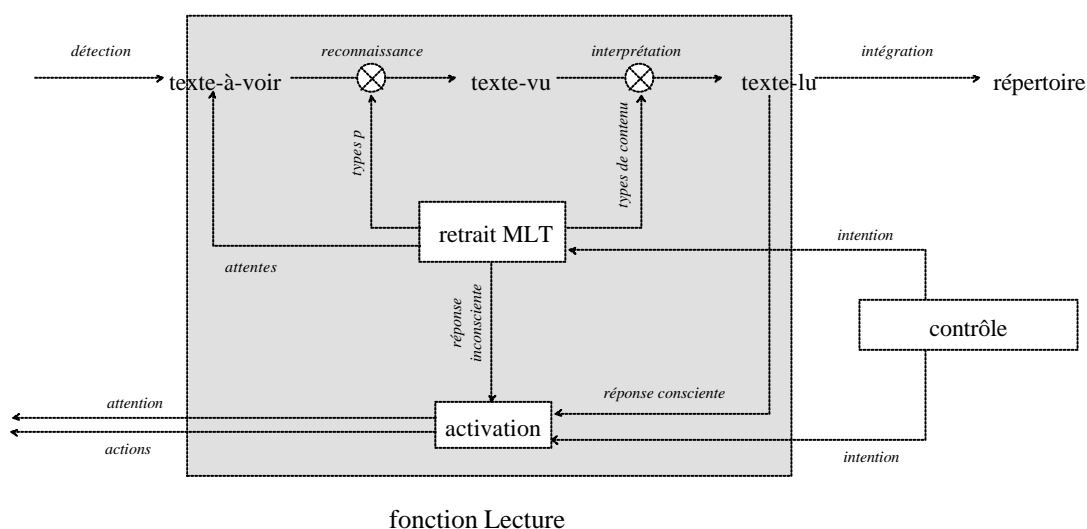 détection
reconnaissance
interprétation
intégration
texte-à-voir
texte-vu
texte-lu
répertoire
types p
types de contenu
retrait MLT
intention
attentes
contrôle
réponse
inconsciente
réponse consciente
attention
activation
actions
intention
fonction Lecture